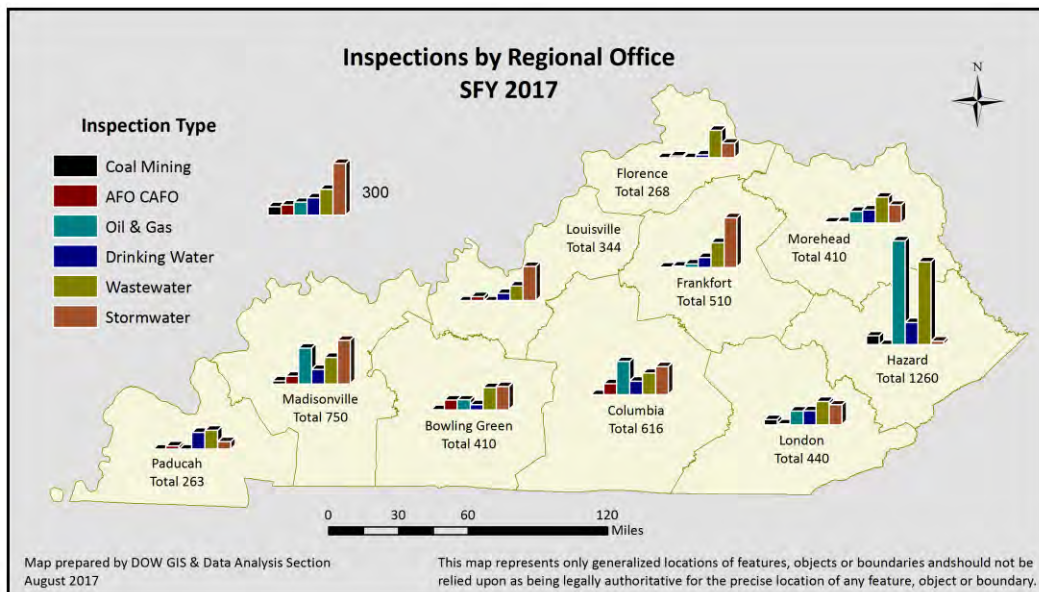 Inspections by Regional Office
SFY 2017
N
Inspection Type
Coal Mining
AFO CAFO
Oil & Gas
Drinking Water
Wastewater
Stormwater
300
Florence
Total 268
Louisville
Total 344
Morehead
Total 410
Frankfort
Total 510
Hazard
Total 1260
Madisonville
Total 750
Bowling Green
Total 410
Columbia
Total 616
London
Total 440
Paducah
Total 263
0 30 60 120
Miles
Map prepared by DOW GIS & Data Analysis Section
August 2017
This map represents only generalized locations of features, objects or boundaries andshould not be
relied upon as being legally authoritative for the precise location of any feature, object or boundary.